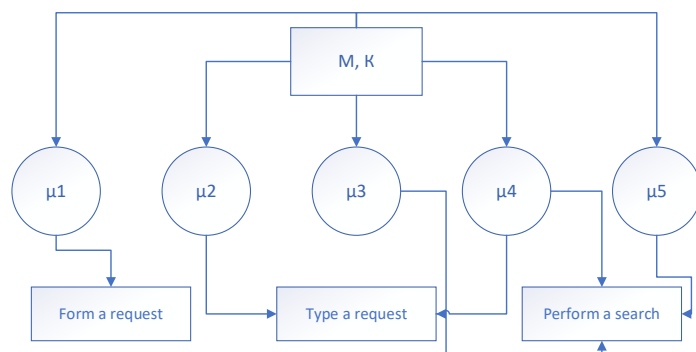 M, K
μ1
μ2
μ3
μ4
μ5
Form a request
Type a request
Perform a search